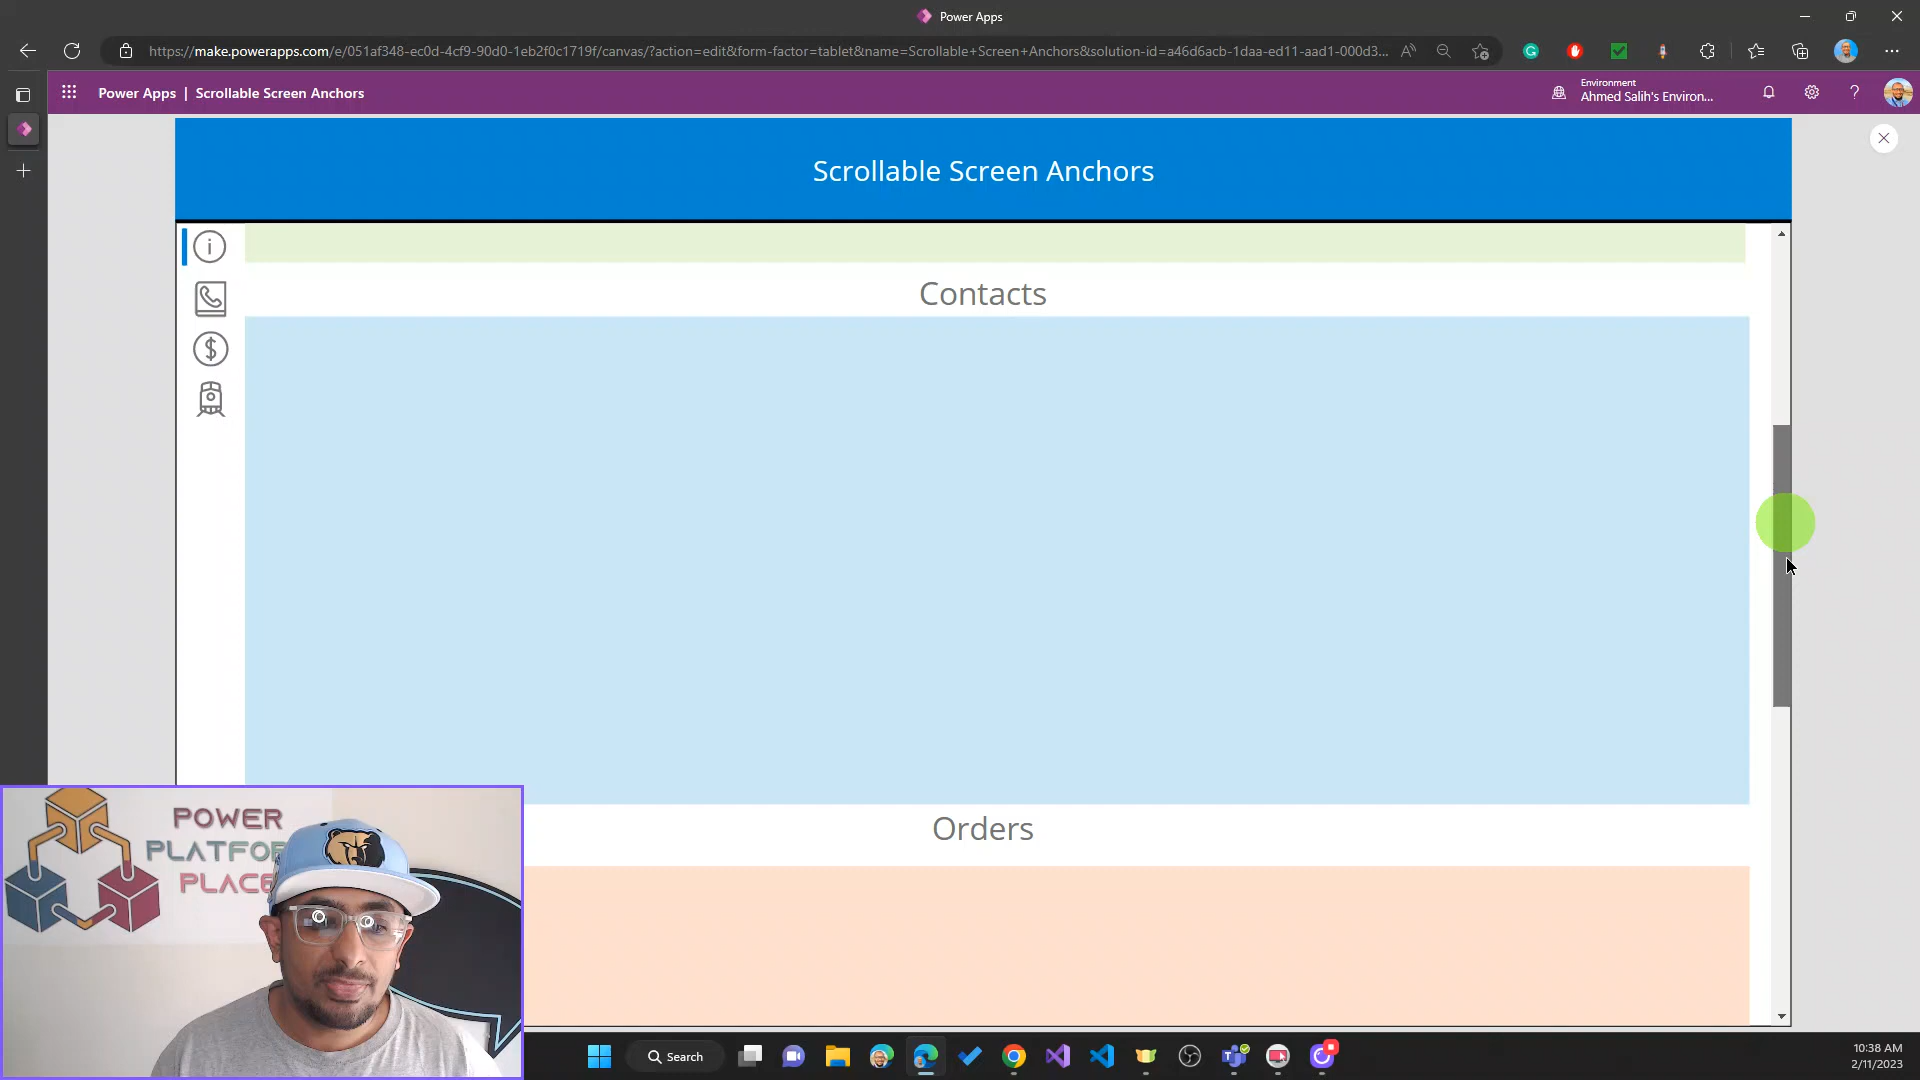 Power Apps
https://make.powerapps.com/e/051af348-ec0d-4cf9-90d0-1eb2f0c1719f/canvas/?action=edit&form-factor=tablet&name=Scrollable+Screen+Anchors&solution-id=a46d6acb-1daa-ed11-aad1-000d3...
Power Apps | Scrollable Screen Anchors
Environment
Ahmed Salih's Environ...
Scrollable Screen Anchors
Contacts
Orders
POWER
PLATFO
PLACE
Search
10:38 AM
2/11/2023